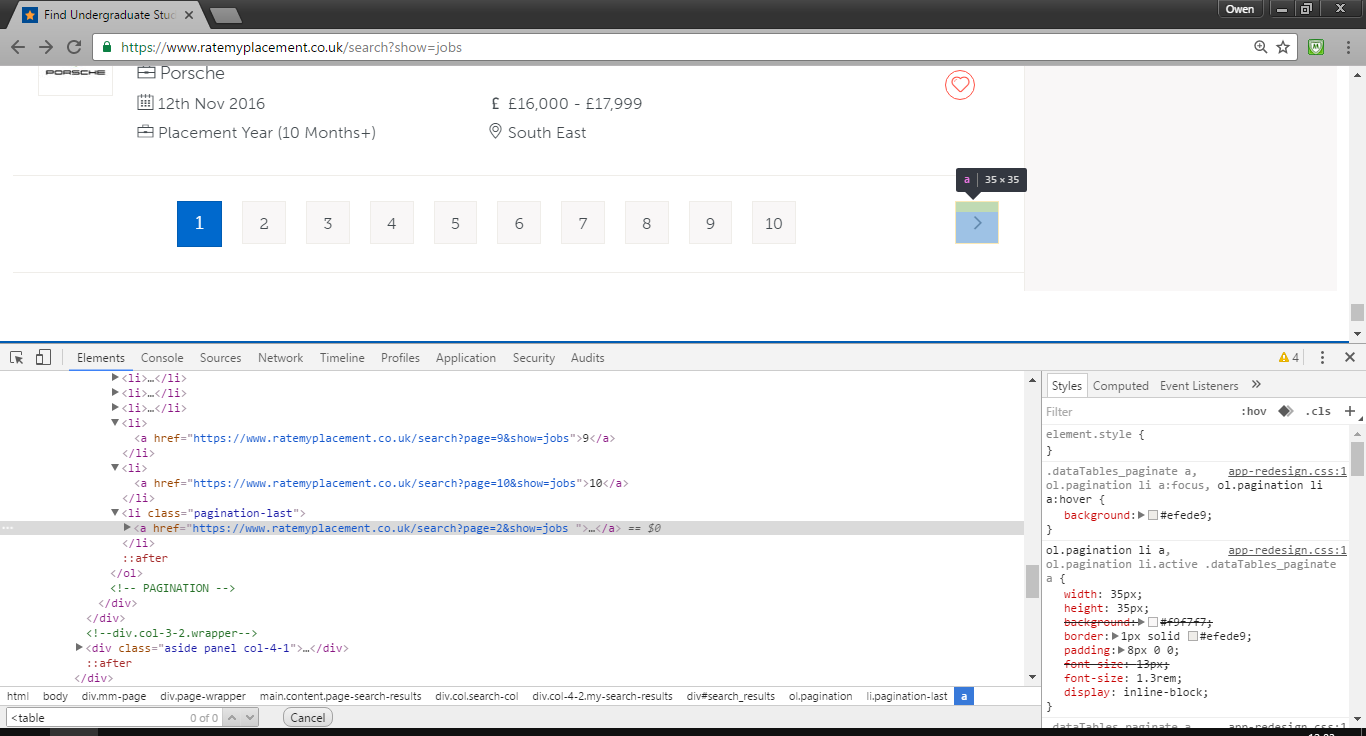 Find Undergraduate Stu
Owen
https://www.ratemyplacement.co.uk/search?show=jobs
PORSCHE
Porsche
12th Nov 2016
£ £16,000 - £17,999
Placement Year (10 Months+)
South East
a 35 × 35
1 2 3 4 5 6 7 8 9 10
Elements Console Sources Network Timeline Profiles Application Security Audits
4
<li>…</li>
<li>…</li>
<li>…</li>
<li>
<a href="https://www.ratemyplacement.co.uk/search?page=9&show=jobs">9</a>
</li>
<li>
<a href="https://www.ratemyplacement.co.uk/search?page=10&show=jobs">10</a>
</li>
<li class="pagination-last">
<a href="https://www.ratemyplacement.co.uk/search?page=2&show=jobs ">…</a> == $0
</li>
::after
</ol>
<!-- PAGINATION -->
</div>
</div>
<!--div.col-3-2.wrapper-->
<div class="aside panel col-4-1">…</div>
::after
</div>
html body div.mm-page div.page-wrapper main.content.page-search-results div.col.search-col div.col-4-2.my-search-results div#search_results ol.pagination li.pagination-last a
<table 0 of 0 Cancel
Styles Computed Event Listeners »
Filter :hov .cls +
element.style {
}
.dataTables_paginate a, app-redesign.css:1
ol.pagination li a:focus, ol.pagination li
a:hover {
background: #efede9;
}
ol.pagination li a, app-redesign.css:1
ol.pagination li.active .dataTables_paginate
a {
width: 35px;
height: 35px;
background: #f9f7f7;
border: 1px solid #efede9;
padding: 8px 0 0;
font-size: 13px;
font-size: 1.3rem;
display: inline-block;
}
.dataTables_paginate a app-redesign.css:1